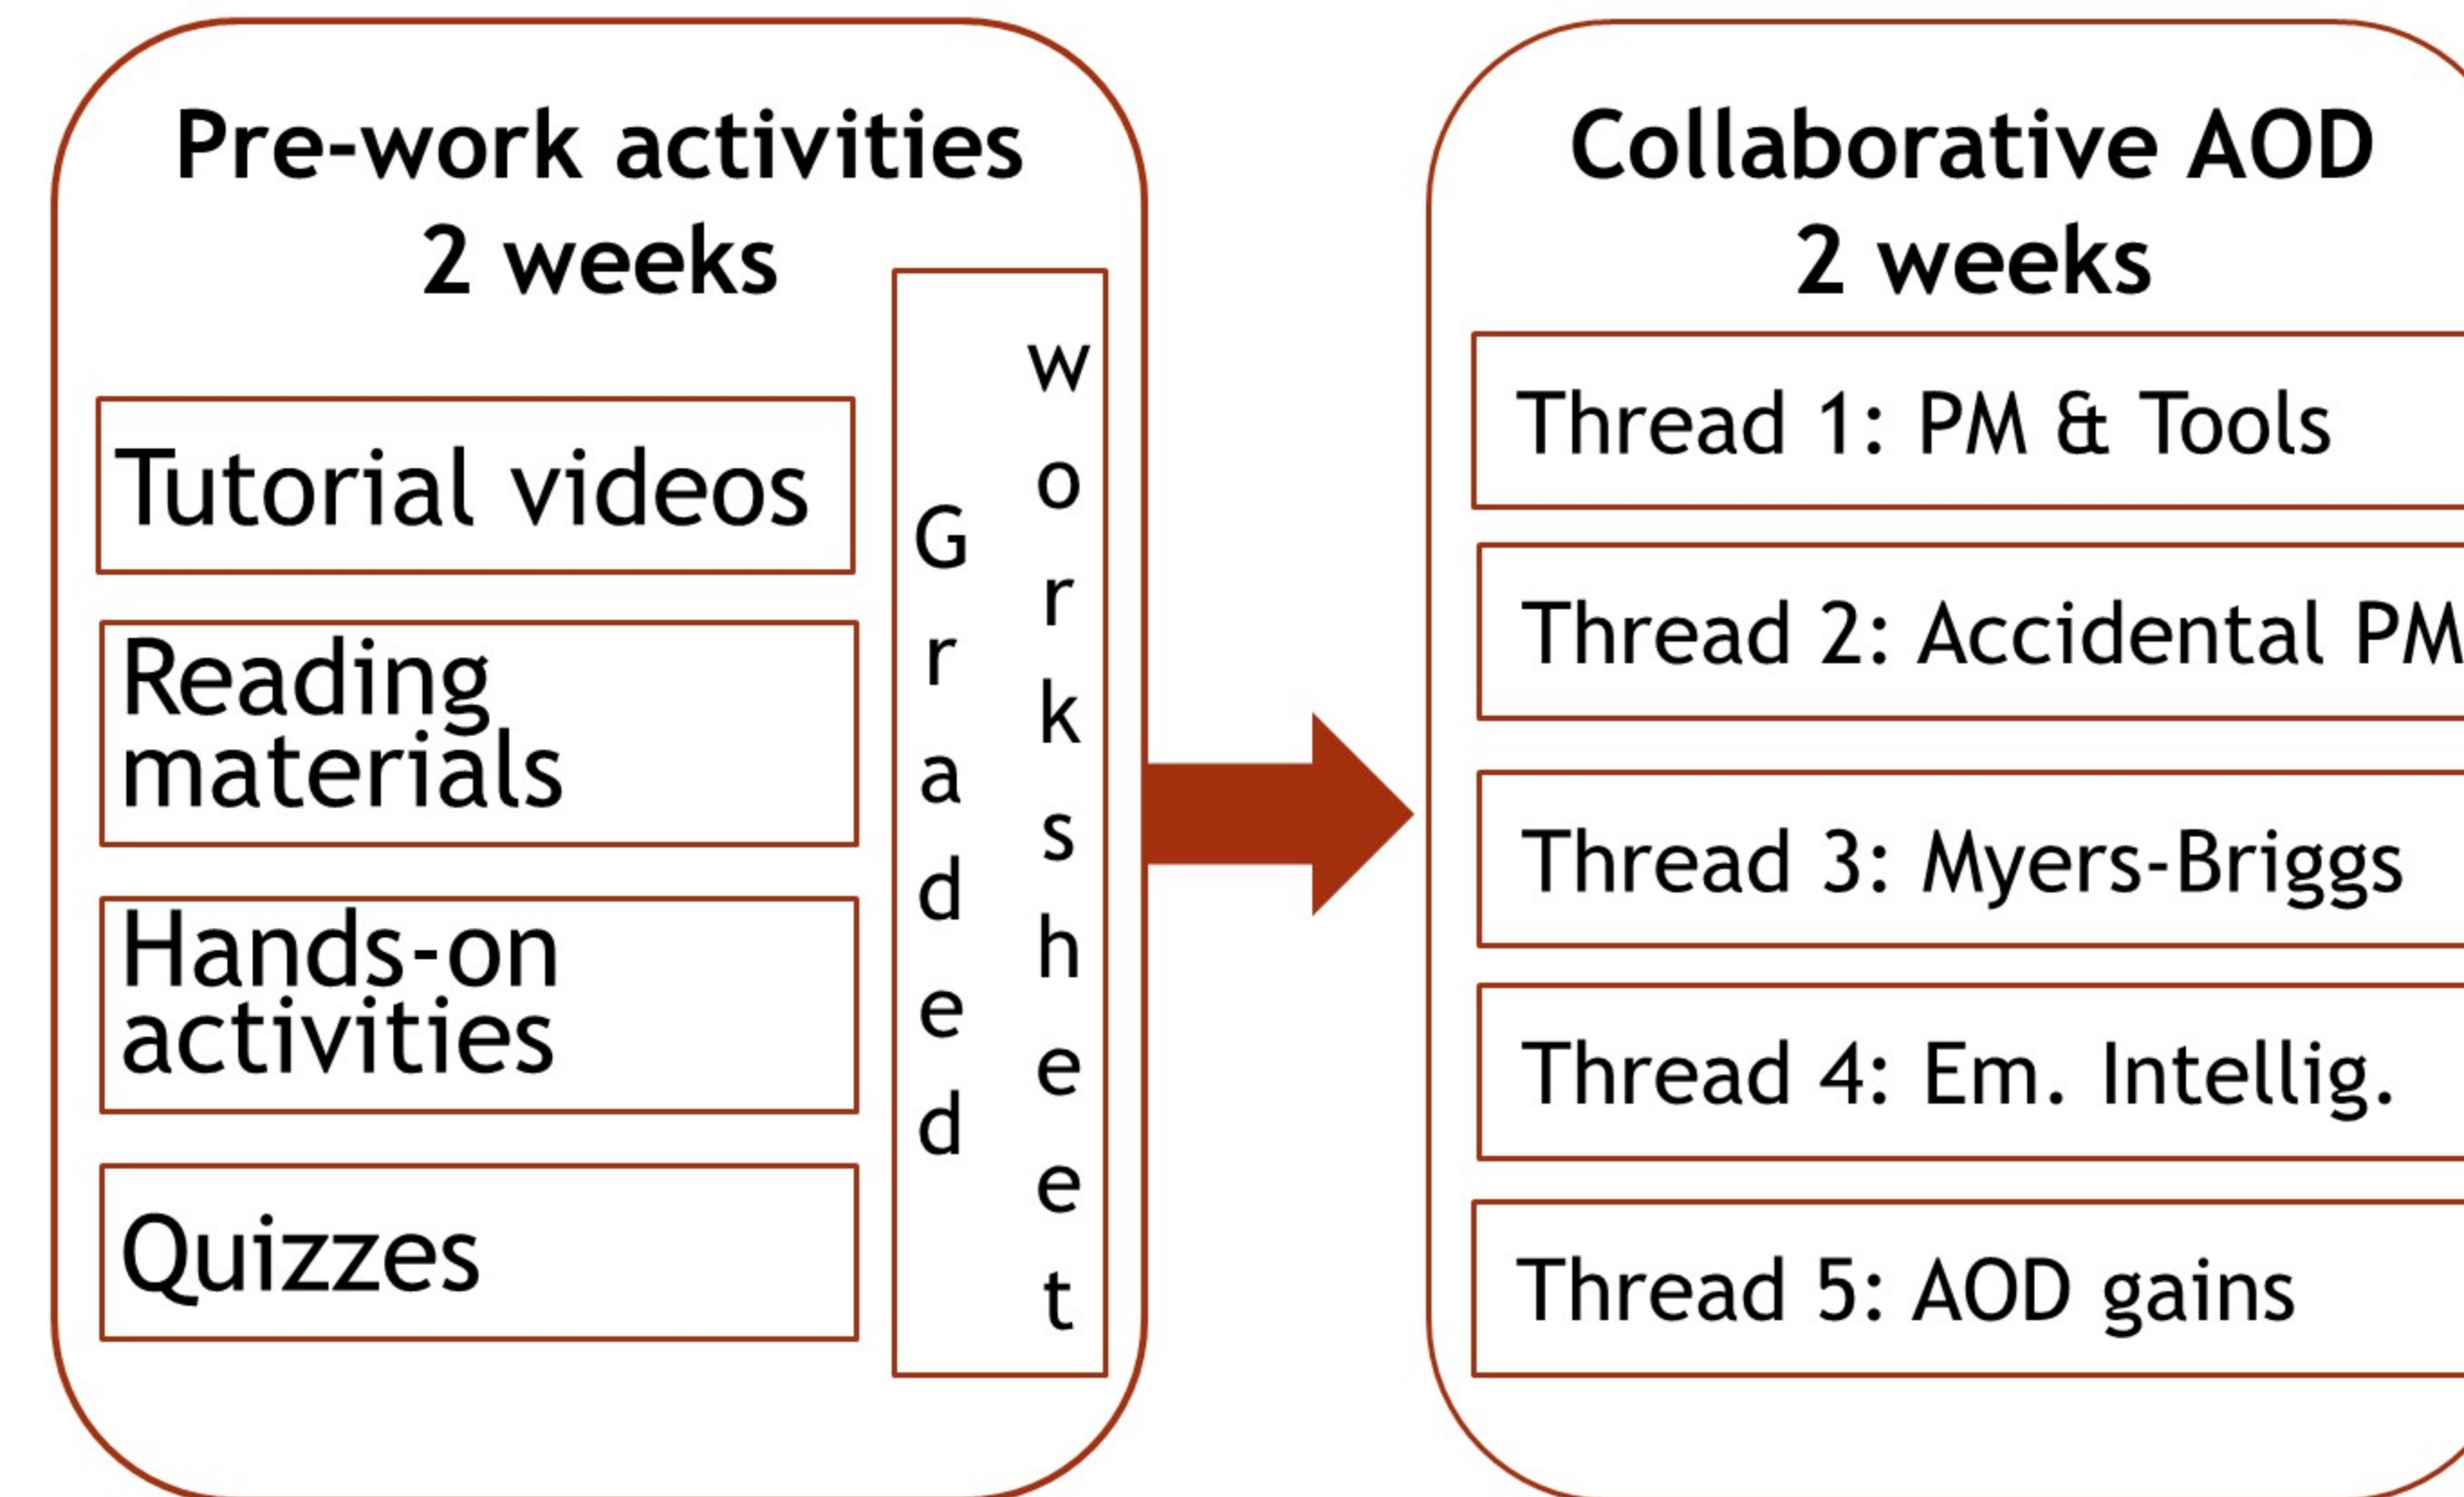 Pre-work activities
2 weeks
Tutorial videos
Reading
materials
Hands-on
activities
Quizzes
Graded
worksheet
Collaborative AOD
2 weeks
Thread 1: PM & Tools
Thread 2: Accidental PM
Thread 3: Myers-Briggs
Thread 4: Em. Intellig.
Thread 5: AOD gains